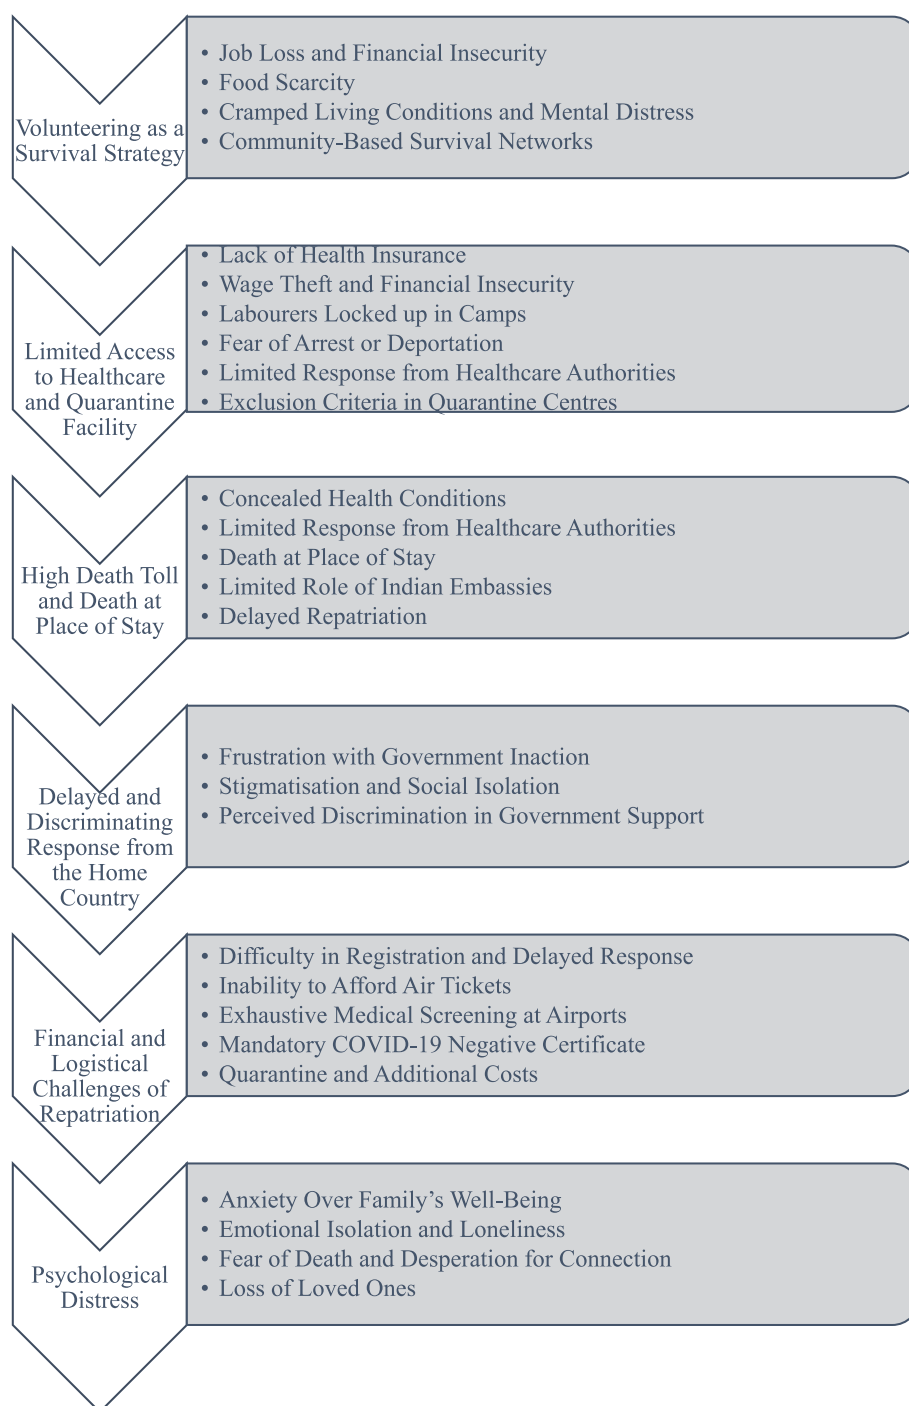 Volunteering as a
Survival Strategy
• Job Loss and Financial Insecurity
• Food Scarcity
• Cramped Living Conditions and Mental Distress
• Community-Based Survival Networks
Limited Access
to Healthcare
and Quarantine
Facility
• Lack of Health Insurance
• Wage Theft and Financial Insecurity
• Labourers Locked up in Camps
• Fear of Arrest or Deportation
• Limited Response from Healthcare Authorities
• Exclusion Criteria in Quarantine Centres
High Death Toll
and Death at
Place of Stay
• Concealed Health Conditions
• Limited Response from Healthcare Authorities
• Death at Place of Stay
• Limited Role of Indian Embassies
• Delayed Repatriation
Delayed and
Discriminating
Response from
the Home
Country
• Frustration with Government Inaction
• Stigmatisation and Social Isolation
• Perceived Discrimination in Government Support
Financial and
Logistical
Challenges of
Repatriation
• Difficulty in Registration and Delayed Response
• Inability to Afford Air Tickets
• Exhaustive Medical Screening at Airports
• Mandatory COVID-19 Negative Certificate
• Quarantine and Additional Costs
Psychological
Distress
• Anxiety Over Family’s Well-Being
• Emotional Isolation and Loneliness
• Fear of Death and Desperation for Connection
• Loss of Loved Ones